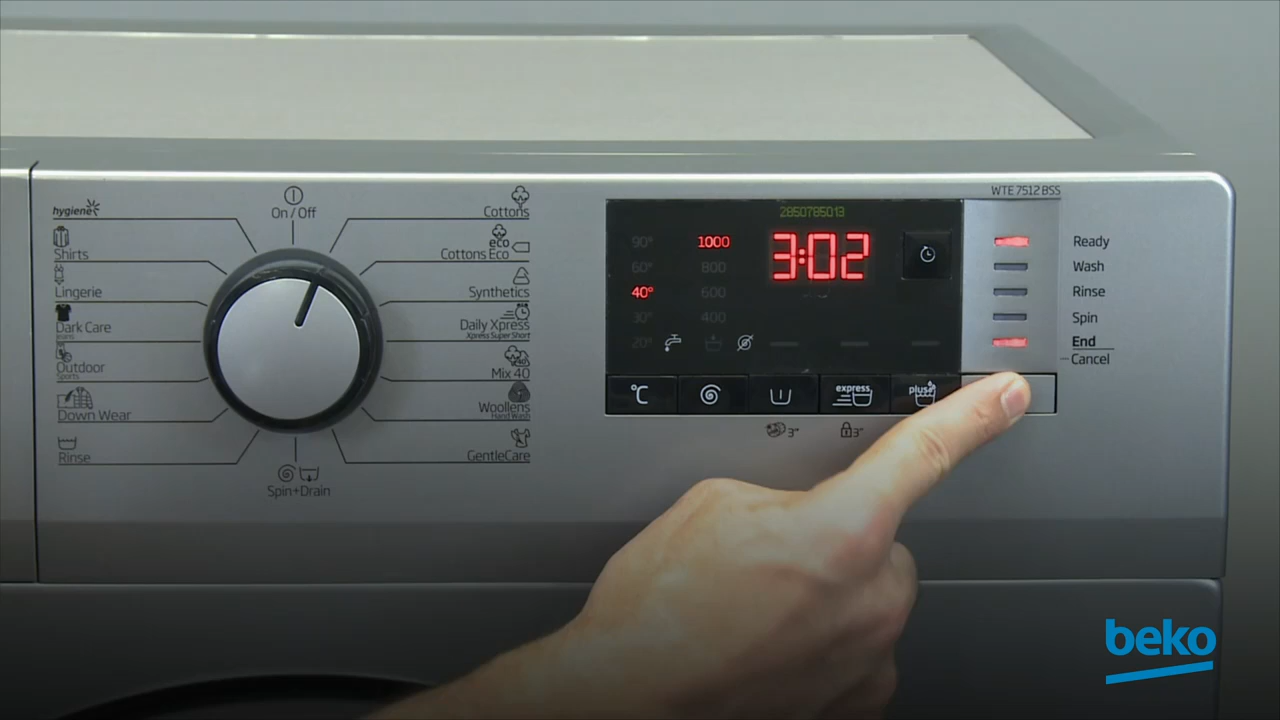 WTE 7512 BSS
hygiene
On / Off
Cottons
Shirts
eco
Cottons Eco
Lingerie
Synthetics
Dark Care
Jeans
Daily Xpress
Xpress Super Short
Outdoor
Sports
Mix 40
Down Wear
Woollens
Hand Wash
Rinse
GentleCare
Spin+Drain
2850785013
90° 1000 3:02
60° 800
40° 600
30° 400
20°
Ready
Wash
Rinse
Spin
End
Cancel
°C
express
plus
3"
3"
beko